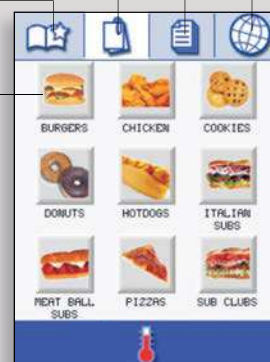 BURGERS CHICKEN COOKIES
DONUTS HOTDOGS ITALIAN
SUBS
MEAT BALL PIZZAS SUB CLUBS
SUBS